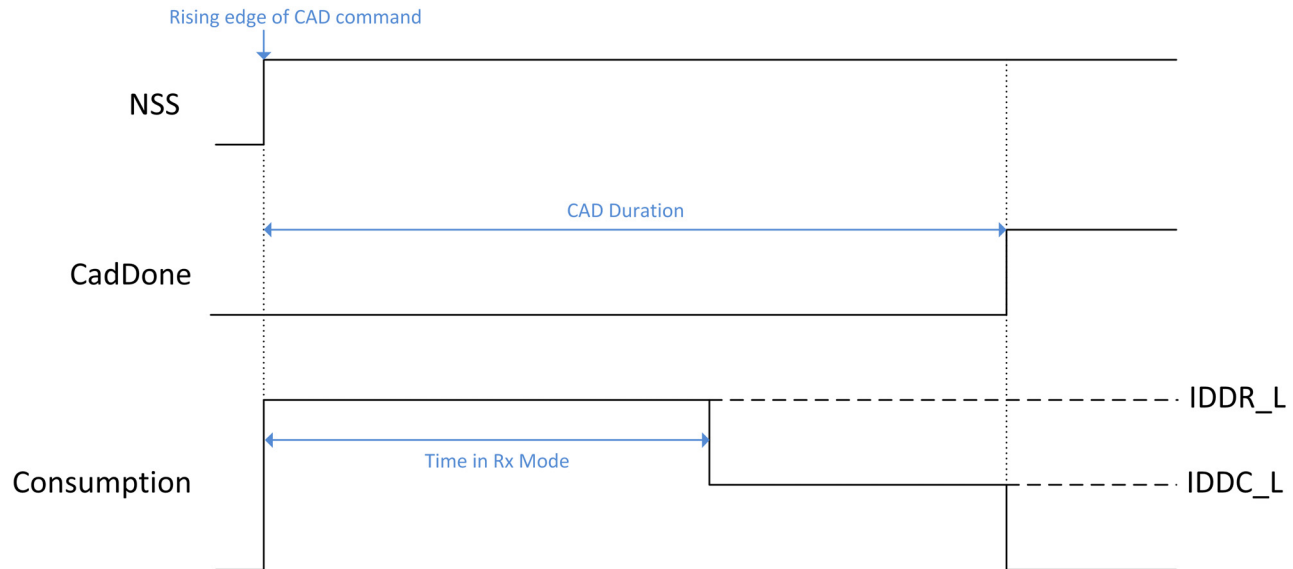 Rising edge of CAD command
NSS
CAD Duration
CadDone
IDDR_L
Time in Rx Mode
Consumption
IDDC_L